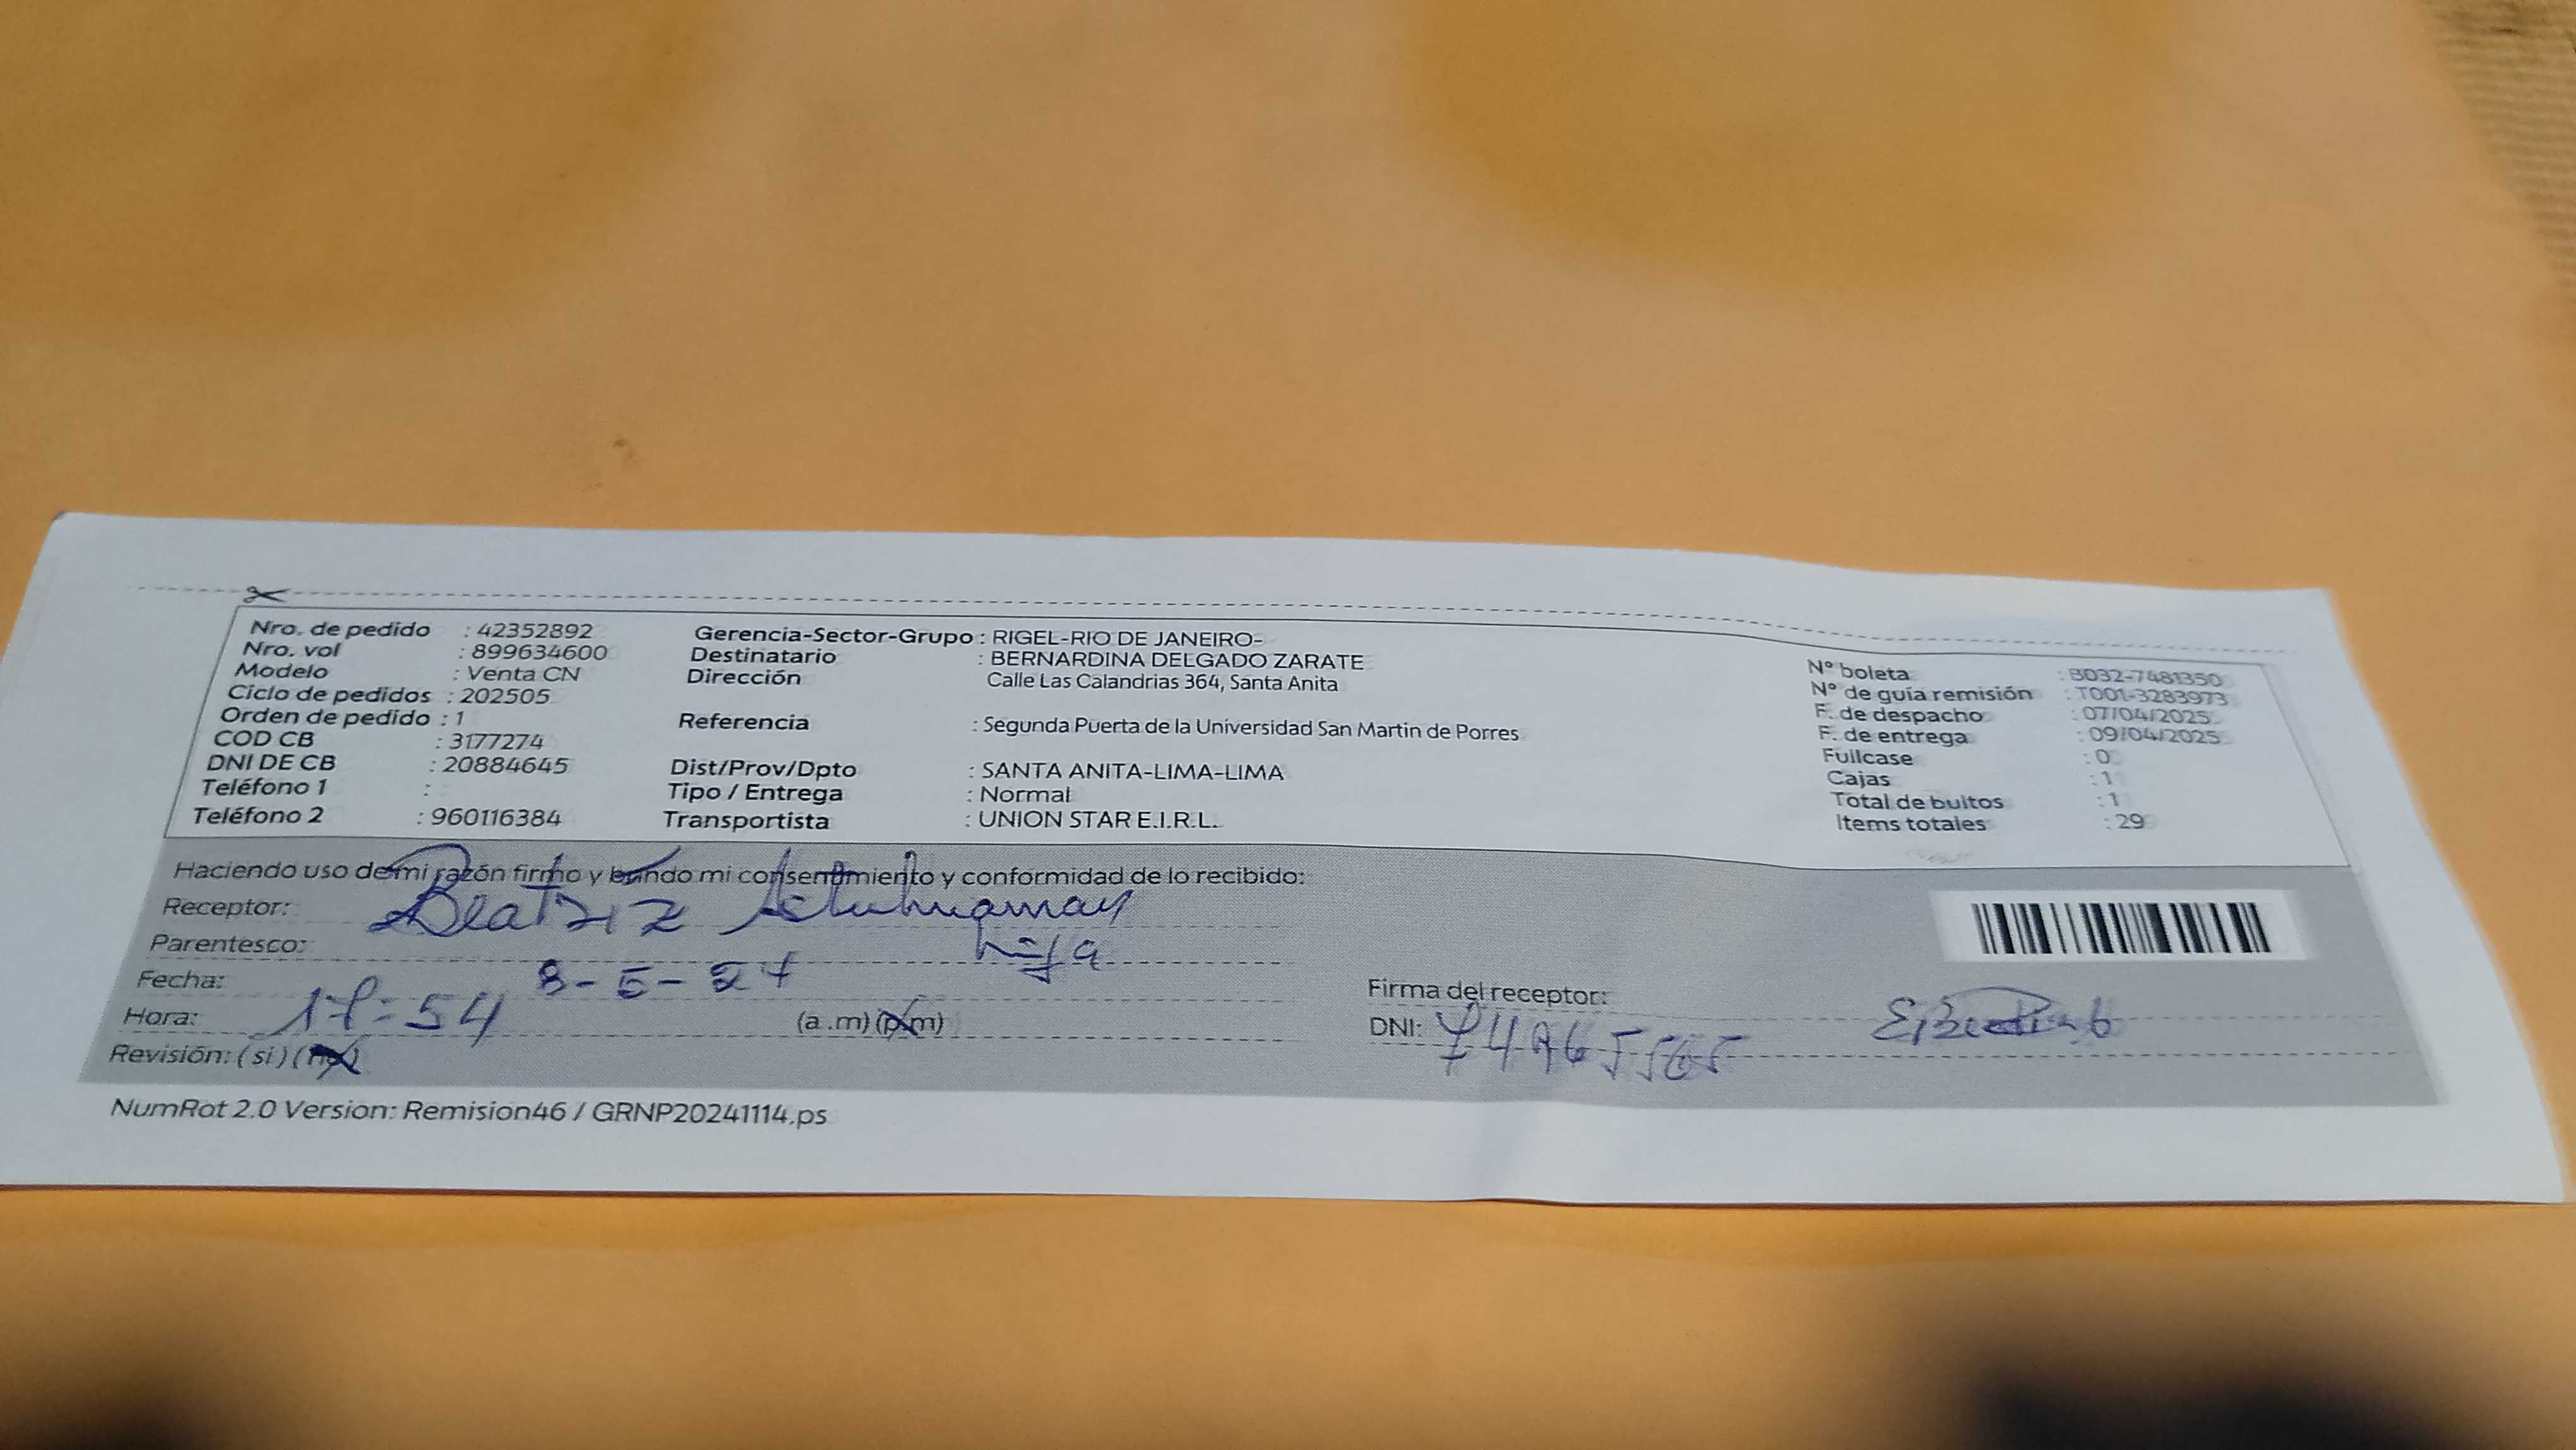 Nro. de pedido : 42352892
Nro. vol : 899634600
Modelo : Venta CN
Ciclo de pedidos : 202505
Orden de pedido : 1
COD CB : 3177274
DNI DE CB : 20884645
Teléfono 1 :
Teléfono 2 : 960116384
Gerencia-Sector-Grupo : RIGEL-RIO DE JANEIRO-
Destinatario : BERNARDINA DELGADO ZARATE
Dirección Calle Las Calandrias 364, Santa Anita
Referencia : Segunda Puerta de la Universidad San Martin de Porres
Dist/Prov/Dpto : SANTA ANITA-LIMA-LIMA
Tipo / Entrega : Normal
Transportista : UNION STAR E.I.R.L.
N° boleta : B032-7481350
N° de guía remisión : T001-3283973
F. de despacho : 07/04/2025
F. de entrega : 09/04/2025
Fullcase : 0
Cajas : 1
Total de bultos : 1
Items totales : 29
Haciendo uso de mi razón firmo y brindo mi consentimiento y conformidad de lo recibido:
Receptor: Beatriz
Parentesco: hija
Fecha:
Hora: 17:54 (a.m) (p.m)
Revisión: (si) (no)
Firma del receptor:
DNI:
NumRot 2.0 Version: Remision46 / GRNP20241114.ps